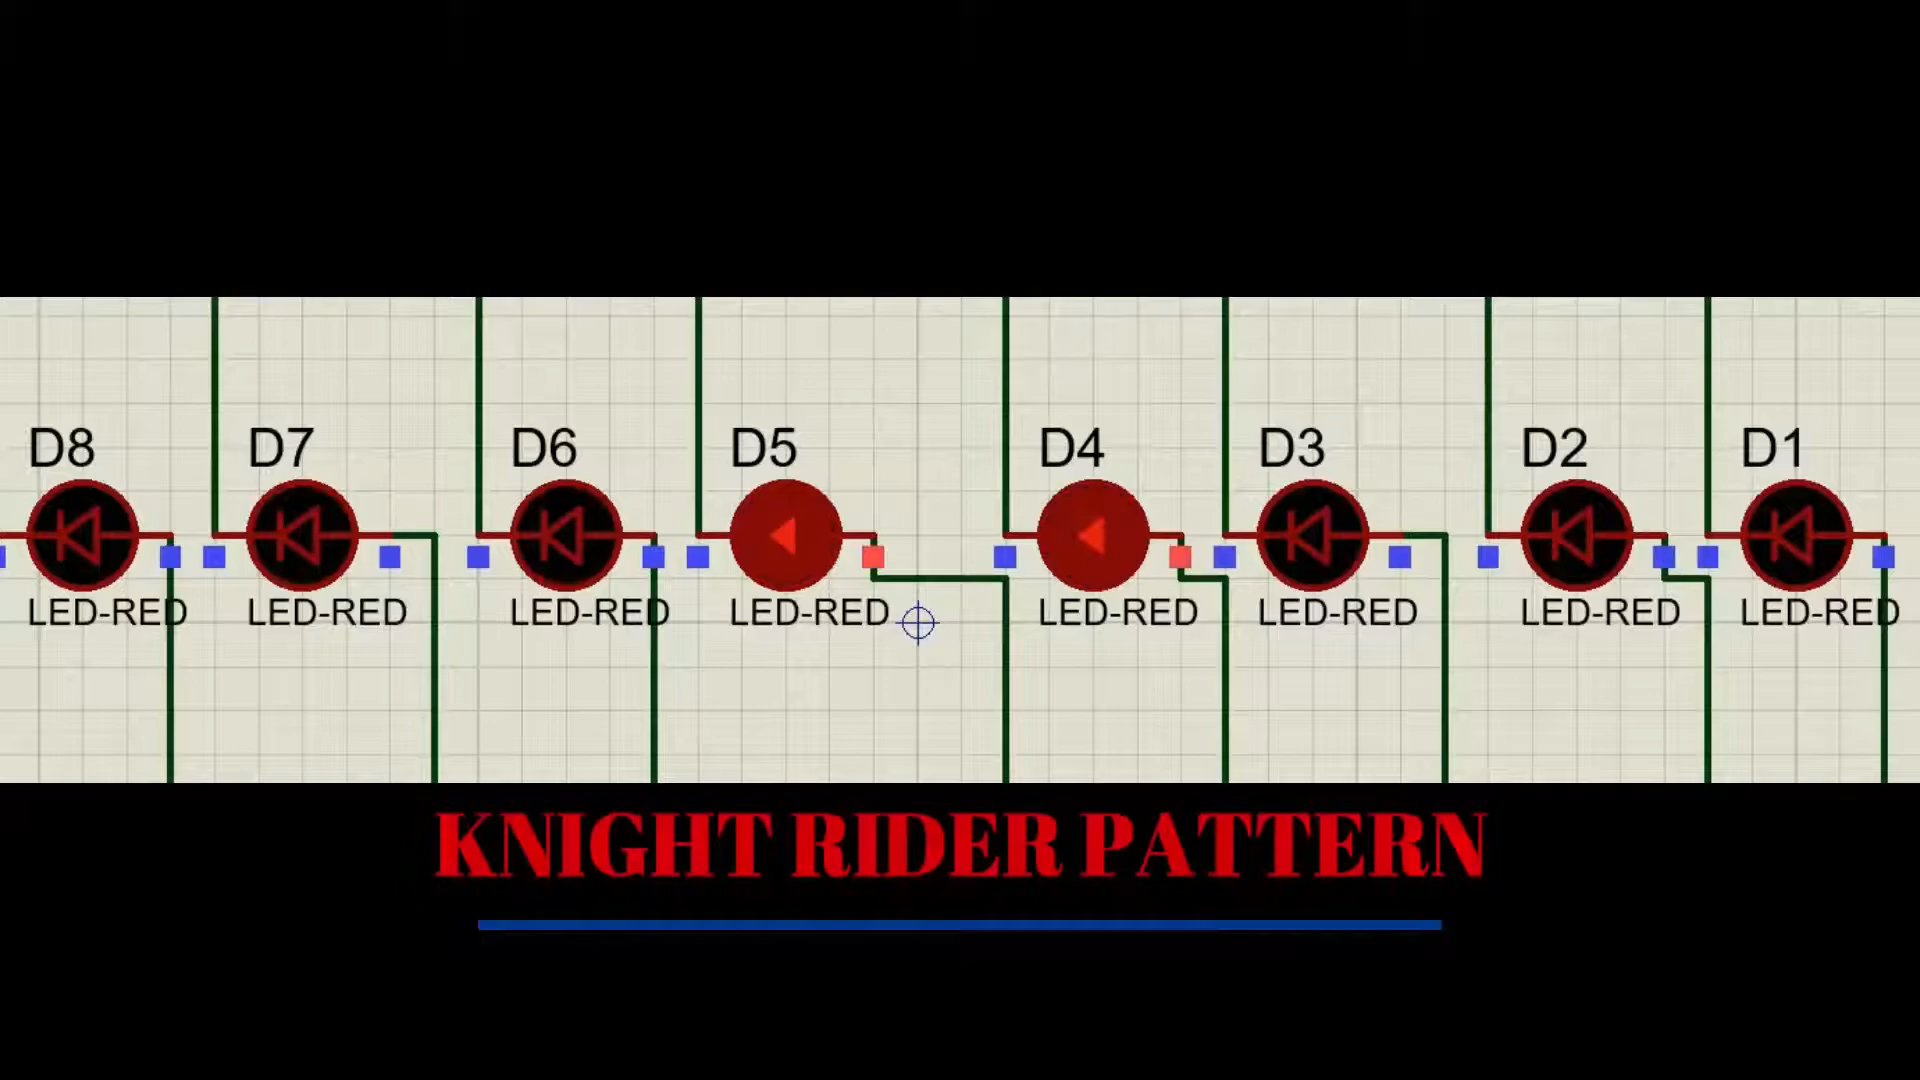 D8 D7 D6 D5 D4 D3 D2 D1
LED-RED LED-RED LED-RED LED-RED LED-RED LED-RED LED-RED LED-RED
KNIGHT RIDER PATTERN